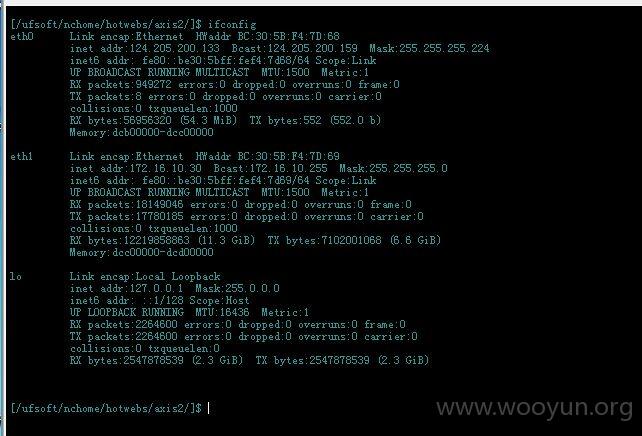 [/ufsoft/nchome/hotwebs/axis2/]$ ifconfig
eth0 Link encap:Ethernet HWaddr BC:30:5B:F4:7D:68
inet addr:124.205.200.133 Bcast:124.205.200.159 Mask:255.255.255.224
inet6 addr: fe80::be30:5bff:fef4:7d68/64 Scope:Link
UP BROADCAST RUNNING MULTICAST MTU:1500 Metric:1
RX packets:949272 errors:0 dropped:0 overruns:0 frame:0
TX packets:8 errors:0 dropped:0 overruns:0 carrier:0
collisions:0 txqueuelen:1000
RX bytes:56956320 (54.3 MiB) TX bytes:552 (552.0 b)
Memory:dcb00000-dcc00000
eth1 Link encap:Ethernet HWaddr BC:30:5B:F4:7D:69
inet addr:172.16.10.30 Bcast:172.16.10.255 Mask:255.255.255.0
inet6 addr: fe80::be30:5bff:fef4:7d69/64 Scope:Link
UP BROADCAST RUNNING MULTICAST MTU:1500 Metric:1
RX packets:18149046 errors:0 dropped:0 overruns:0 frame:0
TX packets:17780185 errors:0 dropped:0 overruns:0 carrier:0
collisions:0 txqueuelen:1000
RX bytes:12219858863 (11.3 GiB) TX bytes:7102001068 (6.6 GiB)
Memory:dcc00000-dcd00000
lo Link encap:Local Loopback
inet addr:127.0.0.1 Mask:255.0.0.0
inet6 addr: ::1/128 Scope:Host
UP LOOPBACK RUNNING MTU:16436 Metric:1
RX packets:2264600 errors:0 dropped:0 overruns:0 frame:0
TX packets:2264600 errors:0 dropped:0 overruns:0 carrier:0
collisions:0 txqueuelen:0
RX bytes:2547878539 (2.3 GiB) TX bytes:2547878539 (2.3 GiB)
[/ufsoft/nchome/hotwebs/axis2/]$
www.wooyun.org